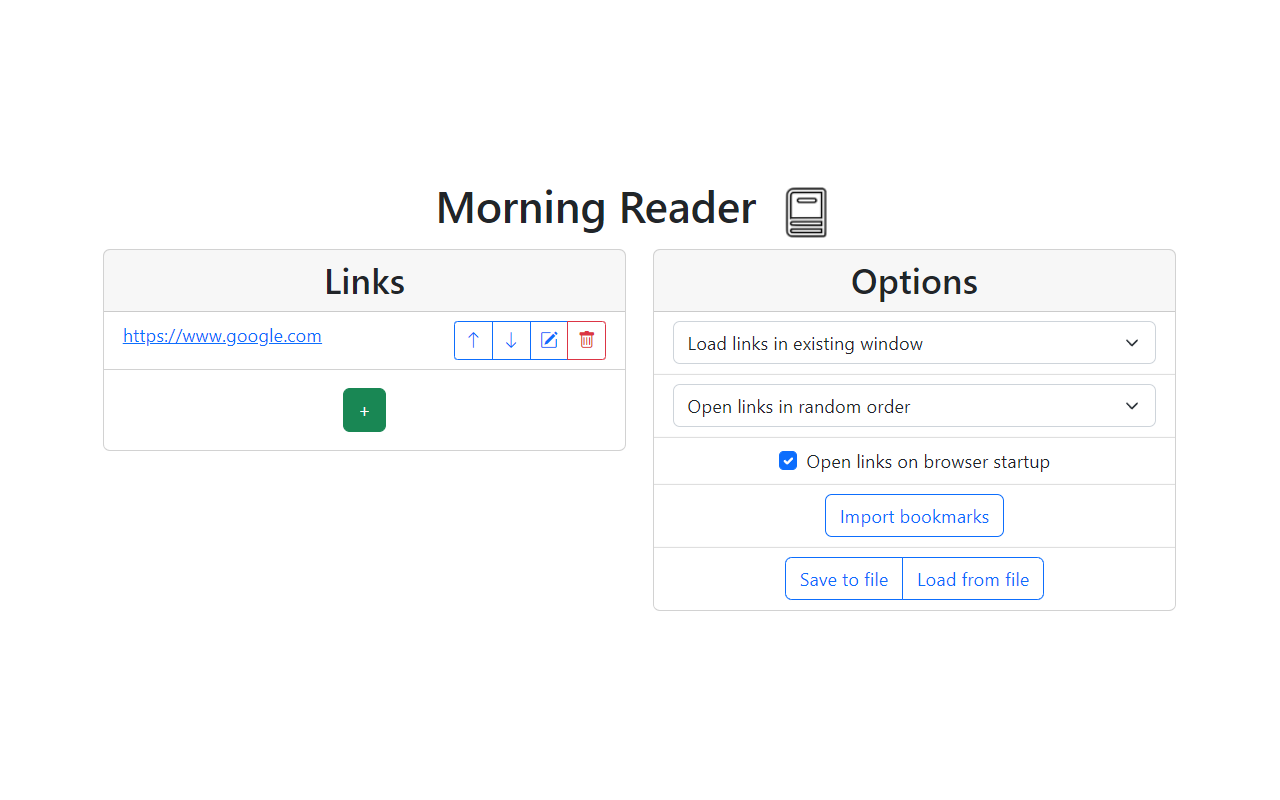 Morning Reader
Links
https://www.google.com
+
Options
Load links in existing window
Open links in random order
Open links on browser startup
Import bookmarks
Save to file
Load from file